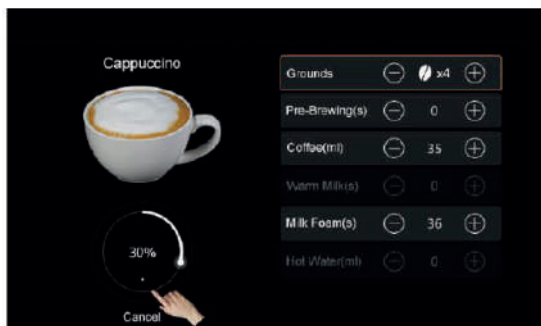 Cappuccino
30%
Cancel
Grounds x4
Pre-Brewing(s) 0
Coffee(ml) 35
Warm Milk(s) 0
Milk Foam(s) 36
Hot Water(ml) 0